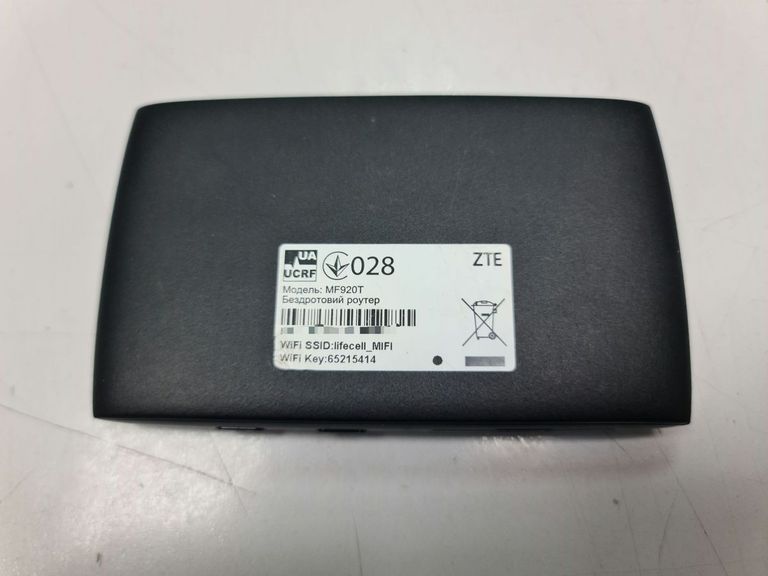 UA
UCRF
028
ZTE
Модель: MF920T
Бездротовий роутер
WiFi SSID:lifecell_MIFI
WiFi Key:65215414